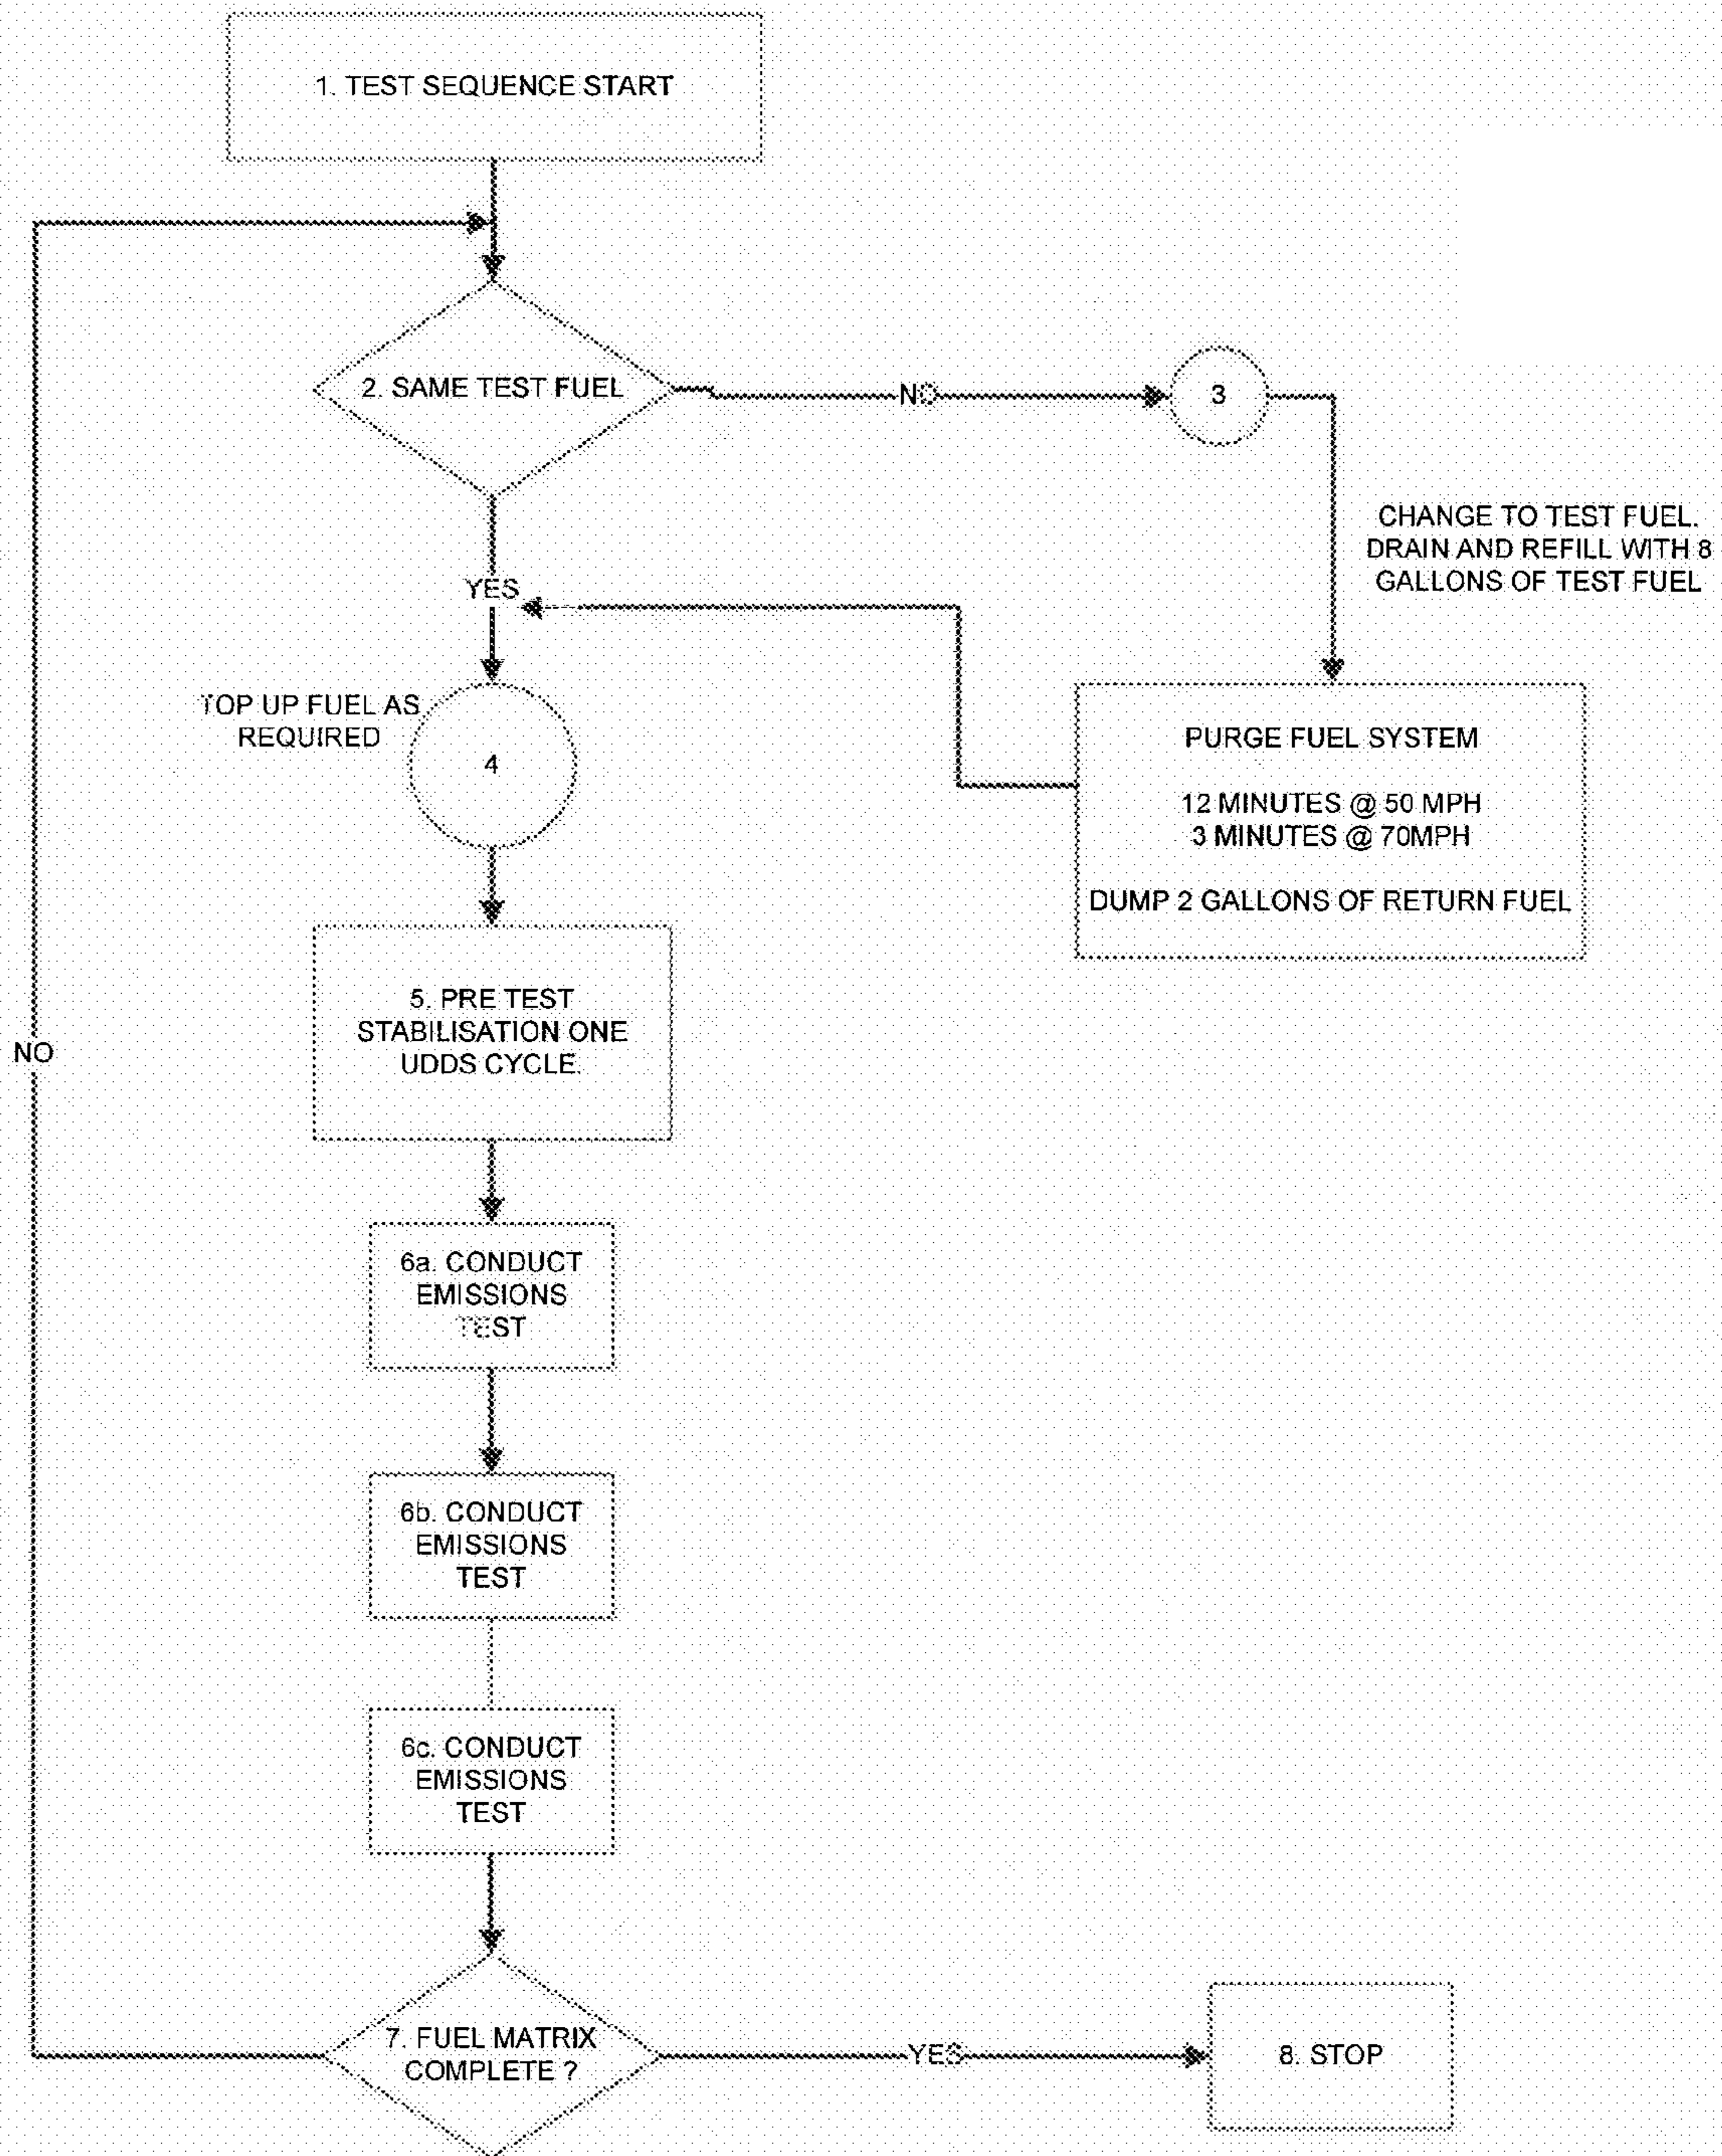 1. TEST SEQUENCE START
2. SAME TEST FUEL
NO
3
CHANGE TO TEST FUEL.
DRAIN AND REFILL WITH 8
GALLONS OF TEST FUEL
YES
TOP UP FUEL AS
REQUIRED
4
PURGE FUEL SYSTEM
12 MINUTES @ 50 MPH
3 MINUTES @ 70MPH
DUMP 2 GALLONS OF RETURN FUEL
5. PRE TEST
STABILISATION ONE
UDDS CYCLE.
NO
6a. CONDUCT
EMISSIONS
TEST
6b. CONDUCT
EMISSIONS
TEST
6c. CONDUCT
EMISSIONS
TEST
7. FUEL MATRIX
COMPLETE ?
YES
8. STOP